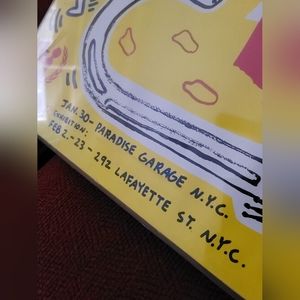 JAN. 30 - PARADISE GARAGE N.Y.C.
EXHIBITION:
FEB 2. - 23 - 292 LAFAYETTE ST. N.Y.C.